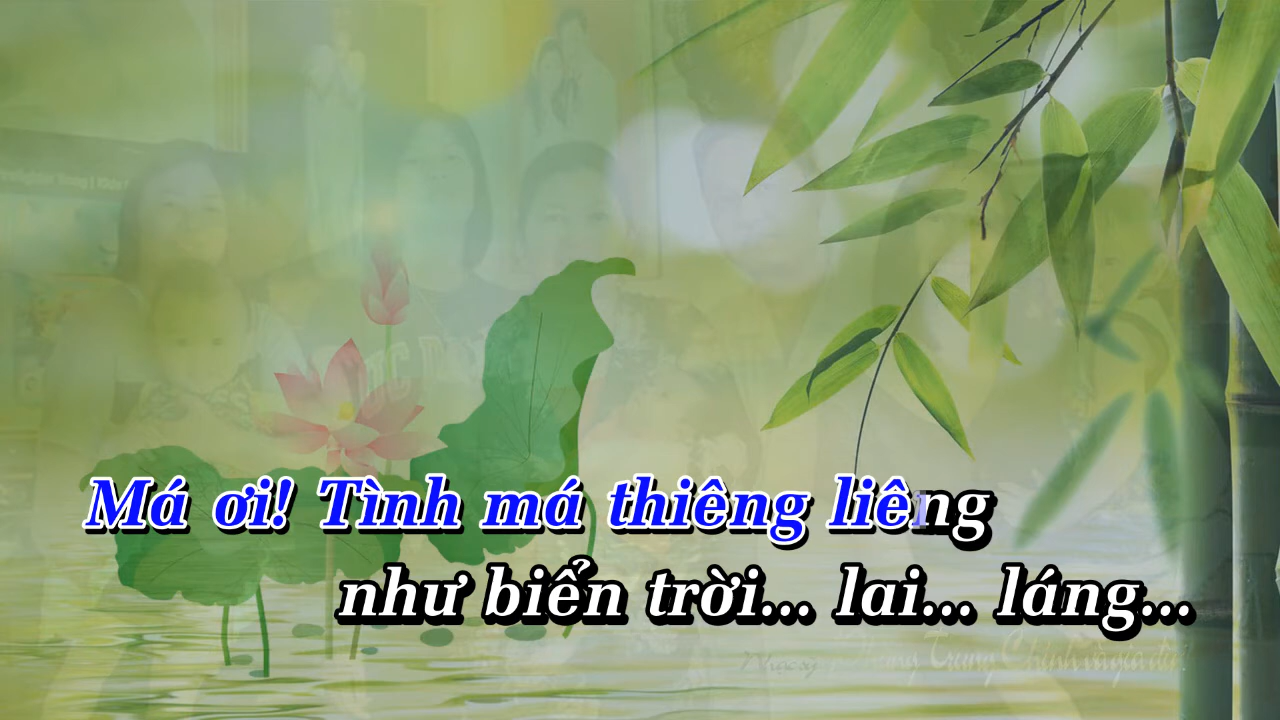 Má ơi! Tình má thiêng liêng
như biển trời... lai... láng...